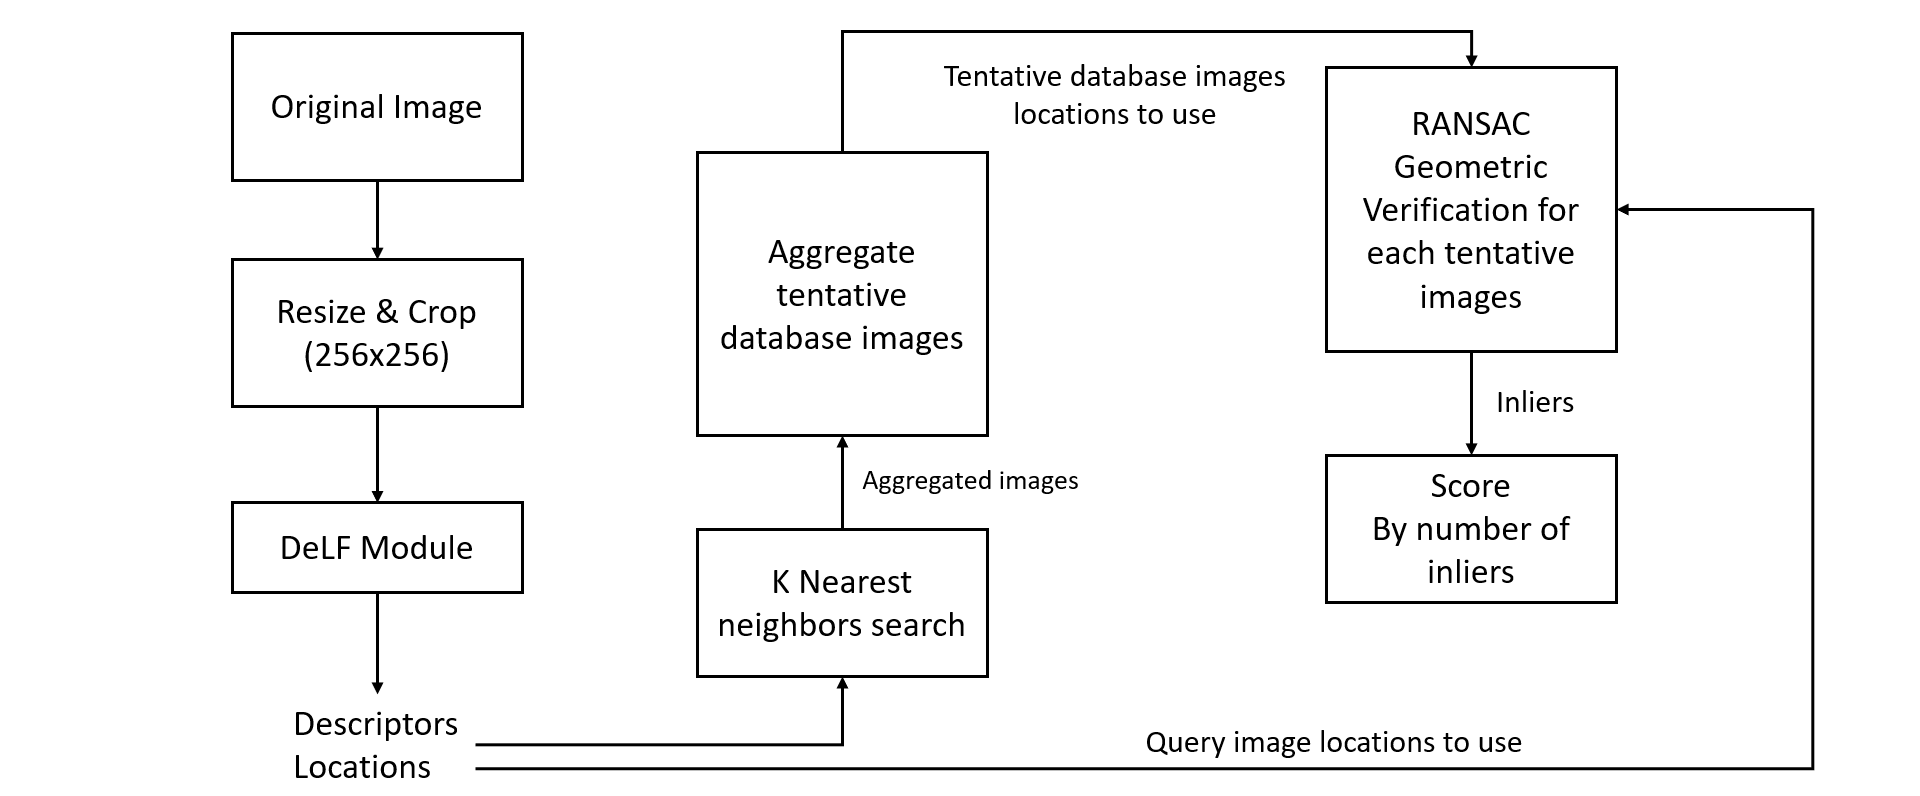 Original Image
Resize & Crop
(256x256)
DeLF Module
Descriptors
Locations
K Nearest
neighbors search
Aggregated images
Aggregate
tentative
database images
Tentative database images
locations to use
RANSAC
Geometric
Verification for
each tentative
images
Inliers
Score
By number of
inliers
Query image locations to use